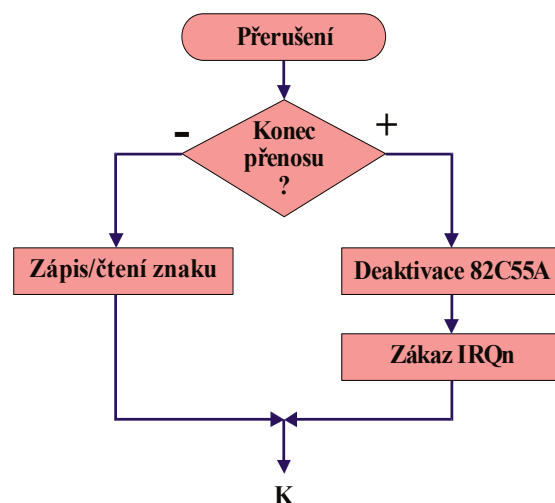 Přerušení
-
+
Konec
přenosu
?
Zápis/čtení znaku
Deaktivace 82C55A
Zákaz IRQn
K